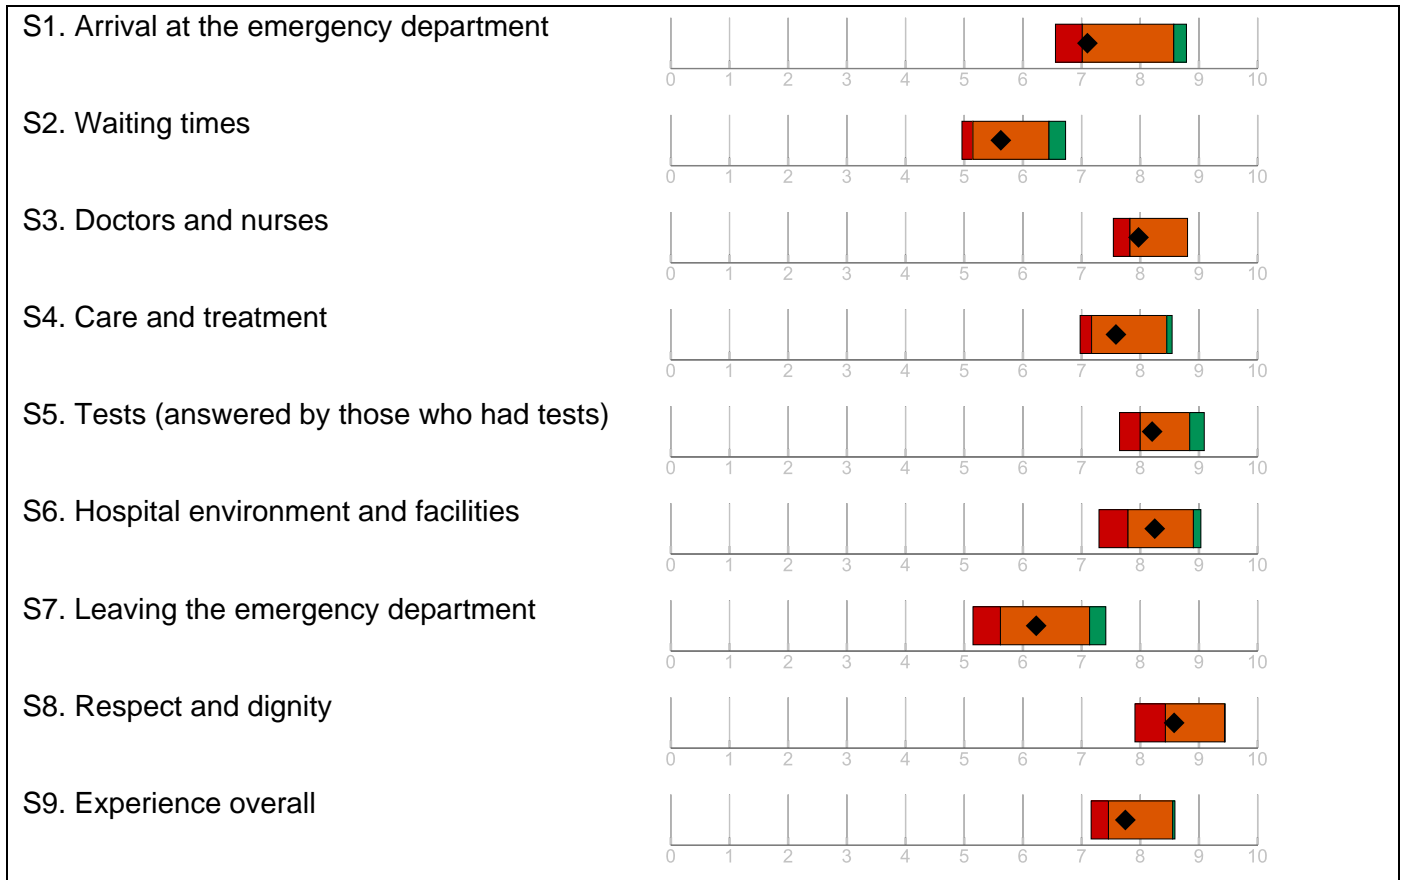 S1. Arrival at the emergency department
0 1 2 3 4 5 6 7 8 9 10
S2. Waiting times
0 1 2 3 4 5 6 7 8 9 10
S3. Doctors and nurses
0 1 2 3 4 5 6 7 8 9 10
S4. Care and treatment
0 1 2 3 4 5 6 7 8 9 10
S5. Tests (answered by those who had tests)
0 1 2 3 4 5 6 7 8 9 10
S6. Hospital environment and facilities
0 1 2 3 4 5 6 7 8 9 10
S7. Leaving the emergency department
0 1 2 3 4 5 6 7 8 9 10
S8. Respect and dignity
0 1 2 3 4 5 6 7 8 9 10
S9. Experience overall
0 1 2 3 4 5 6 7 8 9 10